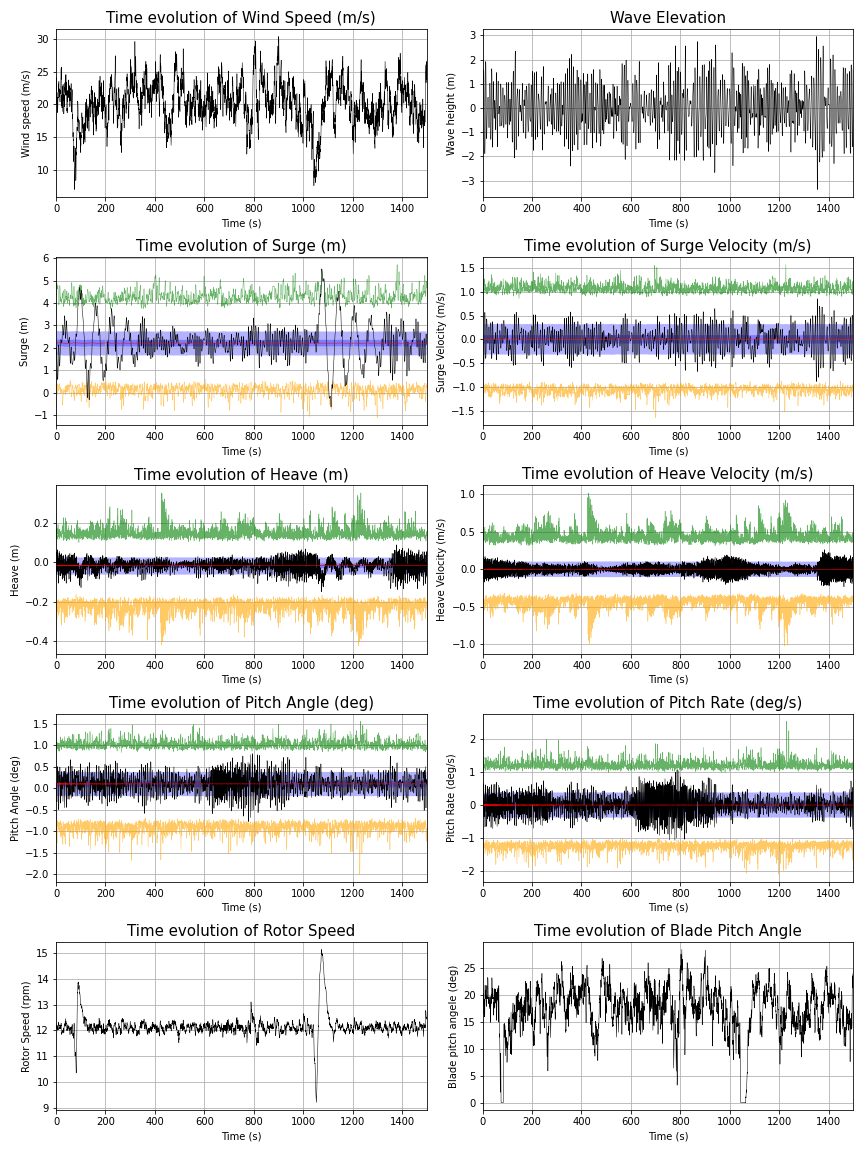 Time evolution of Wind Speed (m/s)
Wind speed (m/s)
30
25
20
15
10
0 200 400 600 800 1000 1200 1400
Time (s)
Wave Elevation
Wave height (m)
3
2
1
0
−1
−2
−3
0 200 400 600 800 1000 1200 1400
Time (s)
Time evolution of Surge (m)
Surge (m)
6
5
4
3
2
1
0
−1
0 200 400 600 800 1000 1200 1400
Time (s)
Time evolution of Surge Velocity (m/s)
Surge Velocity (m/s)
1.5
1.0
0.5
0.0
−0.5
−1.0
−1.5
0 200 400 600 800 1000 1200 1400
Time (s)
Time evolution of Heave (m)
Heave (m)
0.2
0.0
−0.2
−0.4
0 200 400 600 800 1000 1200 1400
Time (s)
Time evolution of Heave Velocity (m/s)
Heave Velocity (m/s)
1.0
0.5
0.0
−0.5
−1.0
0 200 400 600 800 1000 1200 1400
Time (s)
Time evolution of Pitch Angle (deg)
Pitch Angle (deg)
1.5
1.0
0.5
0.0
−0.5
−1.0
−1.5
−2.0
0 200 400 600 800 1000 1200 1400
Time (s)
Time evolution of Pitch Rate (deg/s)
Pitch Rate (deg/s)
2
1
0
−1
−2
0 200 400 600 800 1000 1200 1400
Time (s)
Time evolution of Rotor Speed
Rotor Speed (rpm)
15
14
13
12
11
10
9
0 200 400 600 800 1000 1200 1400
Time (s)
Time evolution of Blade Pitch Angle
Blade pitch angele (deg)
25
20
15
10
5
0
0 200 400 600 800 1000 1200 1400
Time (s)